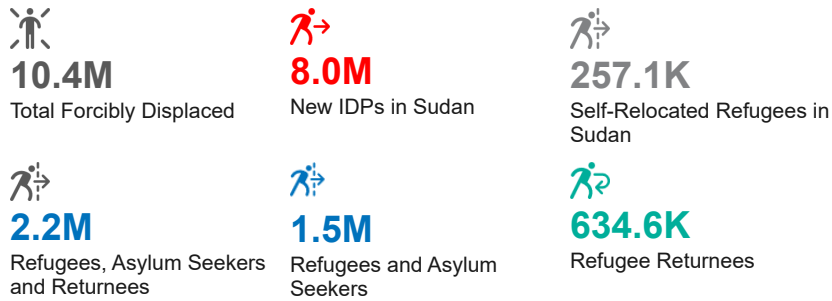 10.4M
Total Forcibly Displaced
8.0M
New IDPs in Sudan
257.1K
Self-Relocated Refugees in
Sudan
2.2M
Refugees, Asylum Seekers
and Returnees
1.5M
Refugees and Asylum
Seekers
634.6K
Refugee Returnees